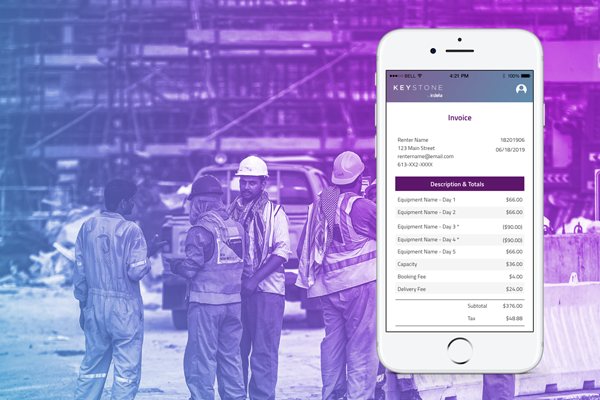 BELL 4:21 PM 100%
KEYSTONE
by indefia
Invoice
Renter Name 18201906
123 Main Street 06/18/2019
rentername@email.com
613-XX2-XXXX
Description & Totals
Equipment Name - Day 1 $66.00
Equipment Name - Day 2 $66.00
Equipment Name - Day 3 * ($90.00)
Equipment Name - Day 4 * ($90.00)
Equipment Name - Day 5 $66.00
Capacity $36.00
Booking Fee $4.00
Delivery Fee $24.00
Subtotal $376.00
Tax $48.88